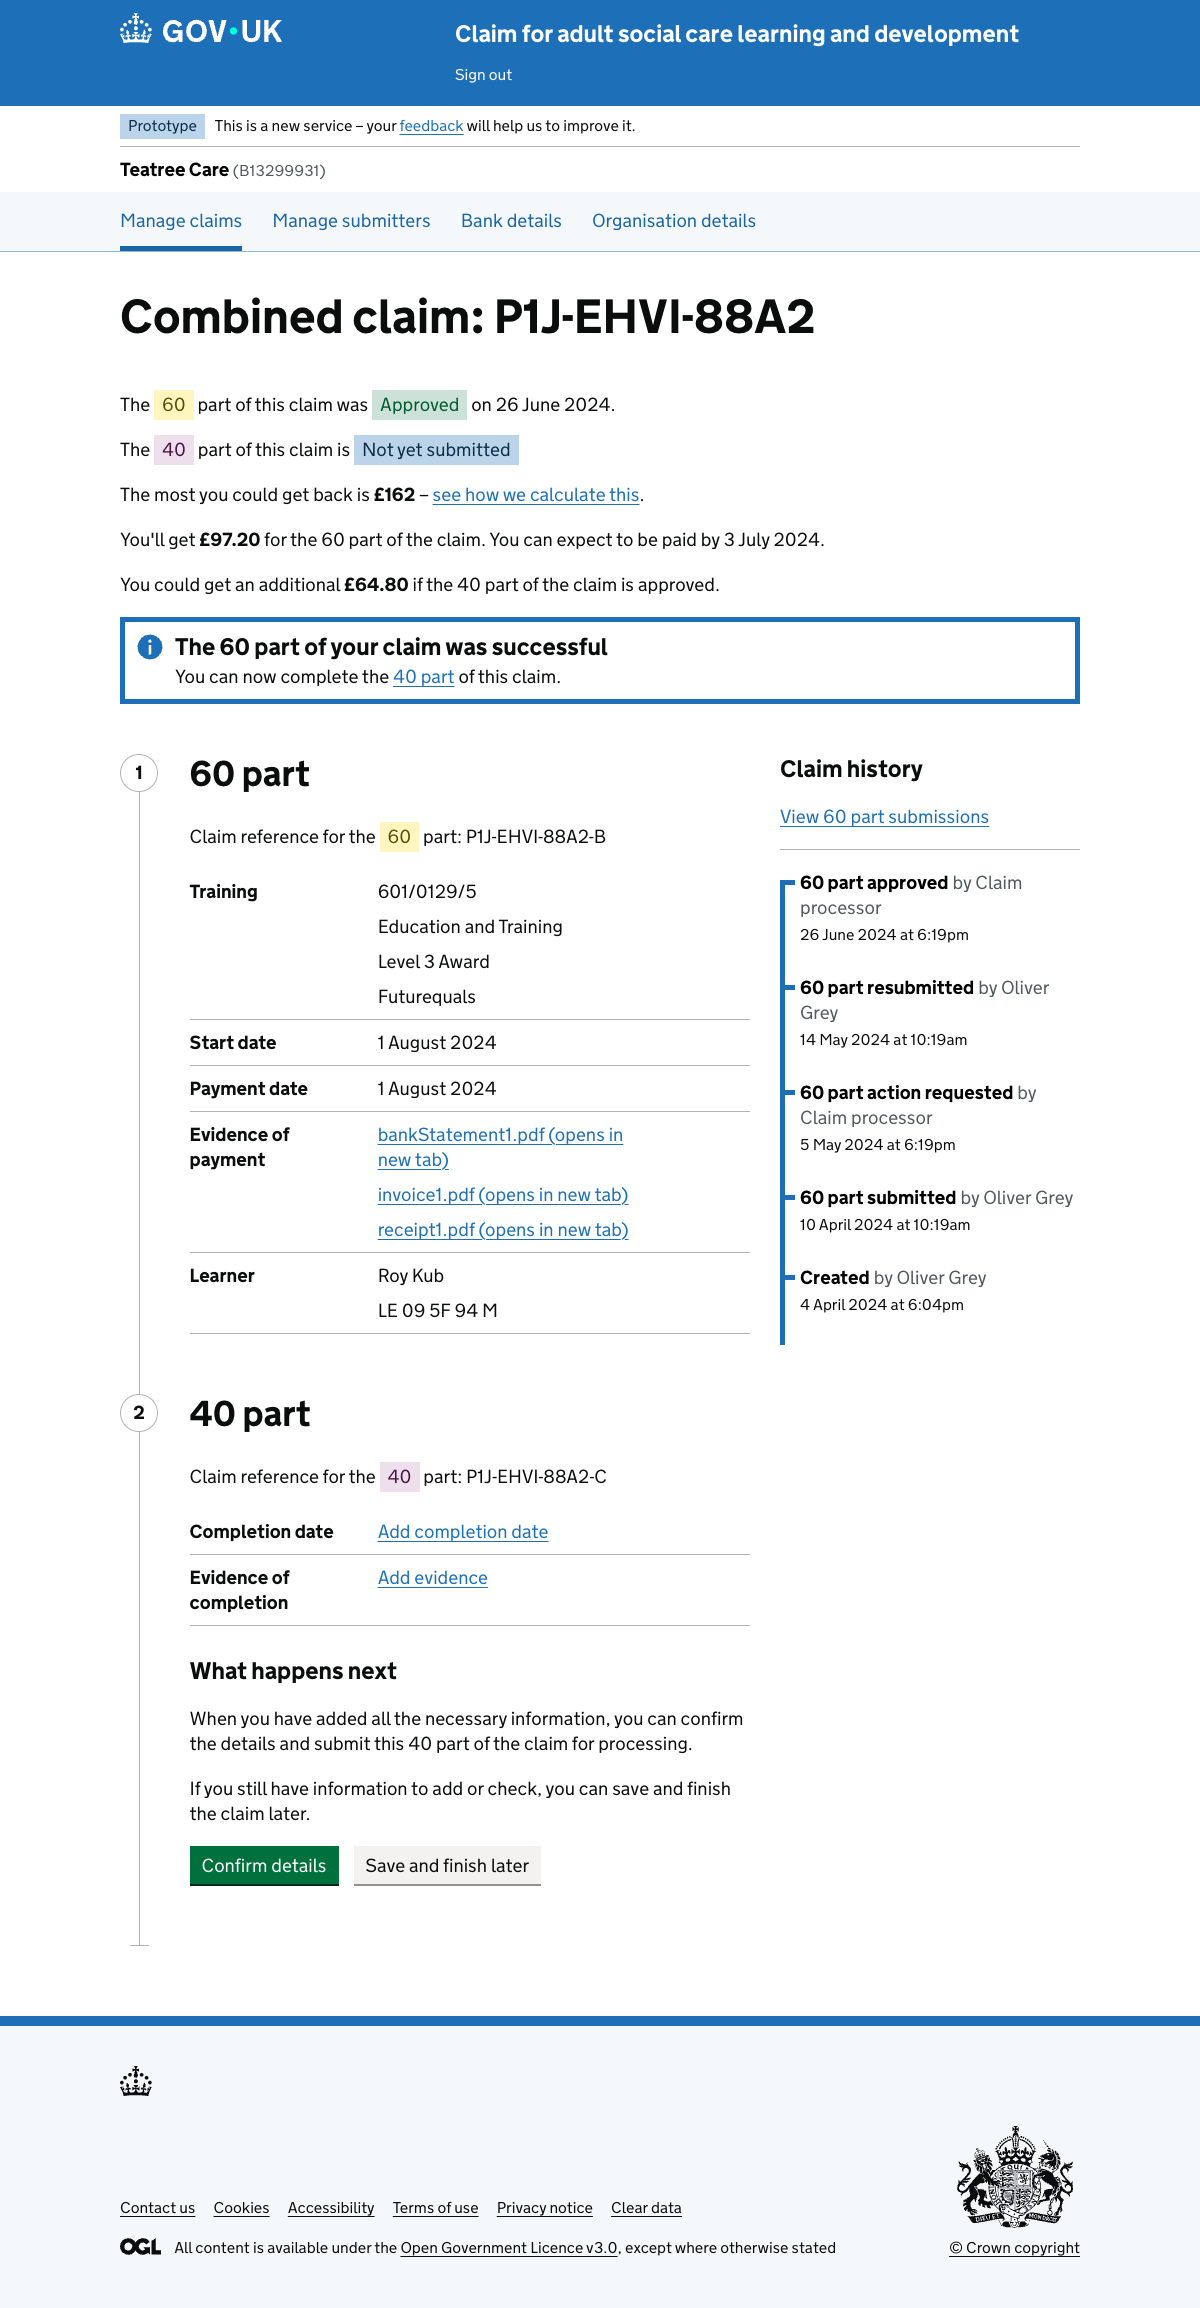 GOV·UK
Claim for adult social care learning and development
Sign out
Prototype This is a new service – your feedback will help us to improve it.
Teatree Care (B13299931)
Manage claims Manage submitters Bank details Organisation details
Combined claim: P1J-EHVI-88A2
The 60 part of this claim was Approved on 26 June 2024.
The 40 part of this claim is Not yet submitted
The most you could get back is £162 – see how we calculate this.
You'll get £97.20 for the 60 part of the claim. You can expect to be paid by 3 July 2024.
You could get an additional £64.80 if the 40 part of the claim is approved.
The 60 part of your claim was successful
You can now complete the 40 part of this claim.
1
60 part
Claim reference for the 60 part: P1J-EHVI-88A2-B
Training 601/0129/5
Education and Training
Level 3 Award
Futurequals
Start date 1 August 2024
Payment date 1 August 2024
Evidence of payment
bankStatement1.pdf (opens in
new tab)
invoice1.pdf (opens in new tab)
receipt1.pdf (opens in new tab)
Learner Roy Kub
LE 09 5F 94 M
Claim history
View 60 part submissions
60 part approved by Claim
processor
26 June 2024 at 6:19pm
60 part resubmitted by Oliver
Grey
14 May 2024 at 10:19am
60 part action requested by
Claim processor
5 May 2024 at 6:19pm
60 part submitted by Oliver Grey
10 April 2024 at 10:19am
Created by Oliver Grey
4 April 2024 at 6:04pm
2
40 part
Claim reference for the 40 part: P1J-EHVI-88A2-C
Completion date Add completion date
Evidence of completion
Add evidence
What happens next
When you have added all the necessary information, you can confirm
the details and submit this 40 part of the claim for processing.
If you still have information to add or check, you can save and finish
the claim later.
Confirm details Save and finish later
Contact us Cookies Accessibility Terms of use Privacy notice Clear data
OGL All content is available under the Open Government Licence v3.0, except where otherwise stated
© Crown copyright